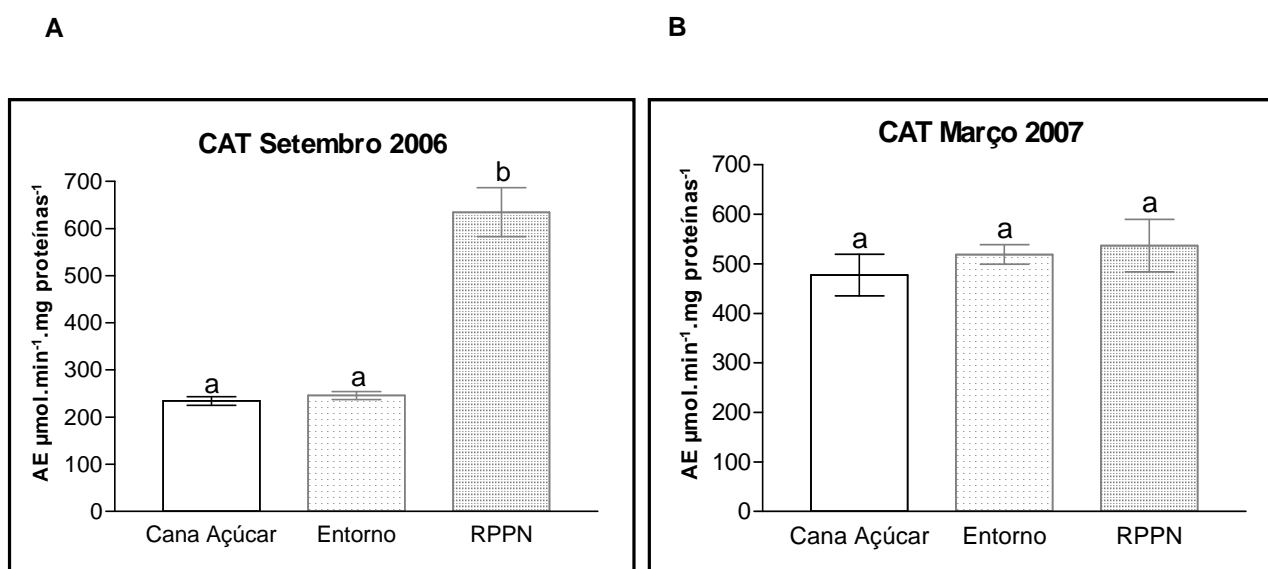 A
CAT Setembro 2006
AE µmol.min⁻¹.mg proteínas⁻¹
700
600
500
400
300
200
100
0
a
a
b
Cana Açúcar
Entorno
RPPN
B
CAT Março 2007
AE µmol.min⁻¹.mg proteínas⁻¹
700
600
500
400
300
200
100
0
a
a
a
Cana Açúcar
Entorno
RPPN